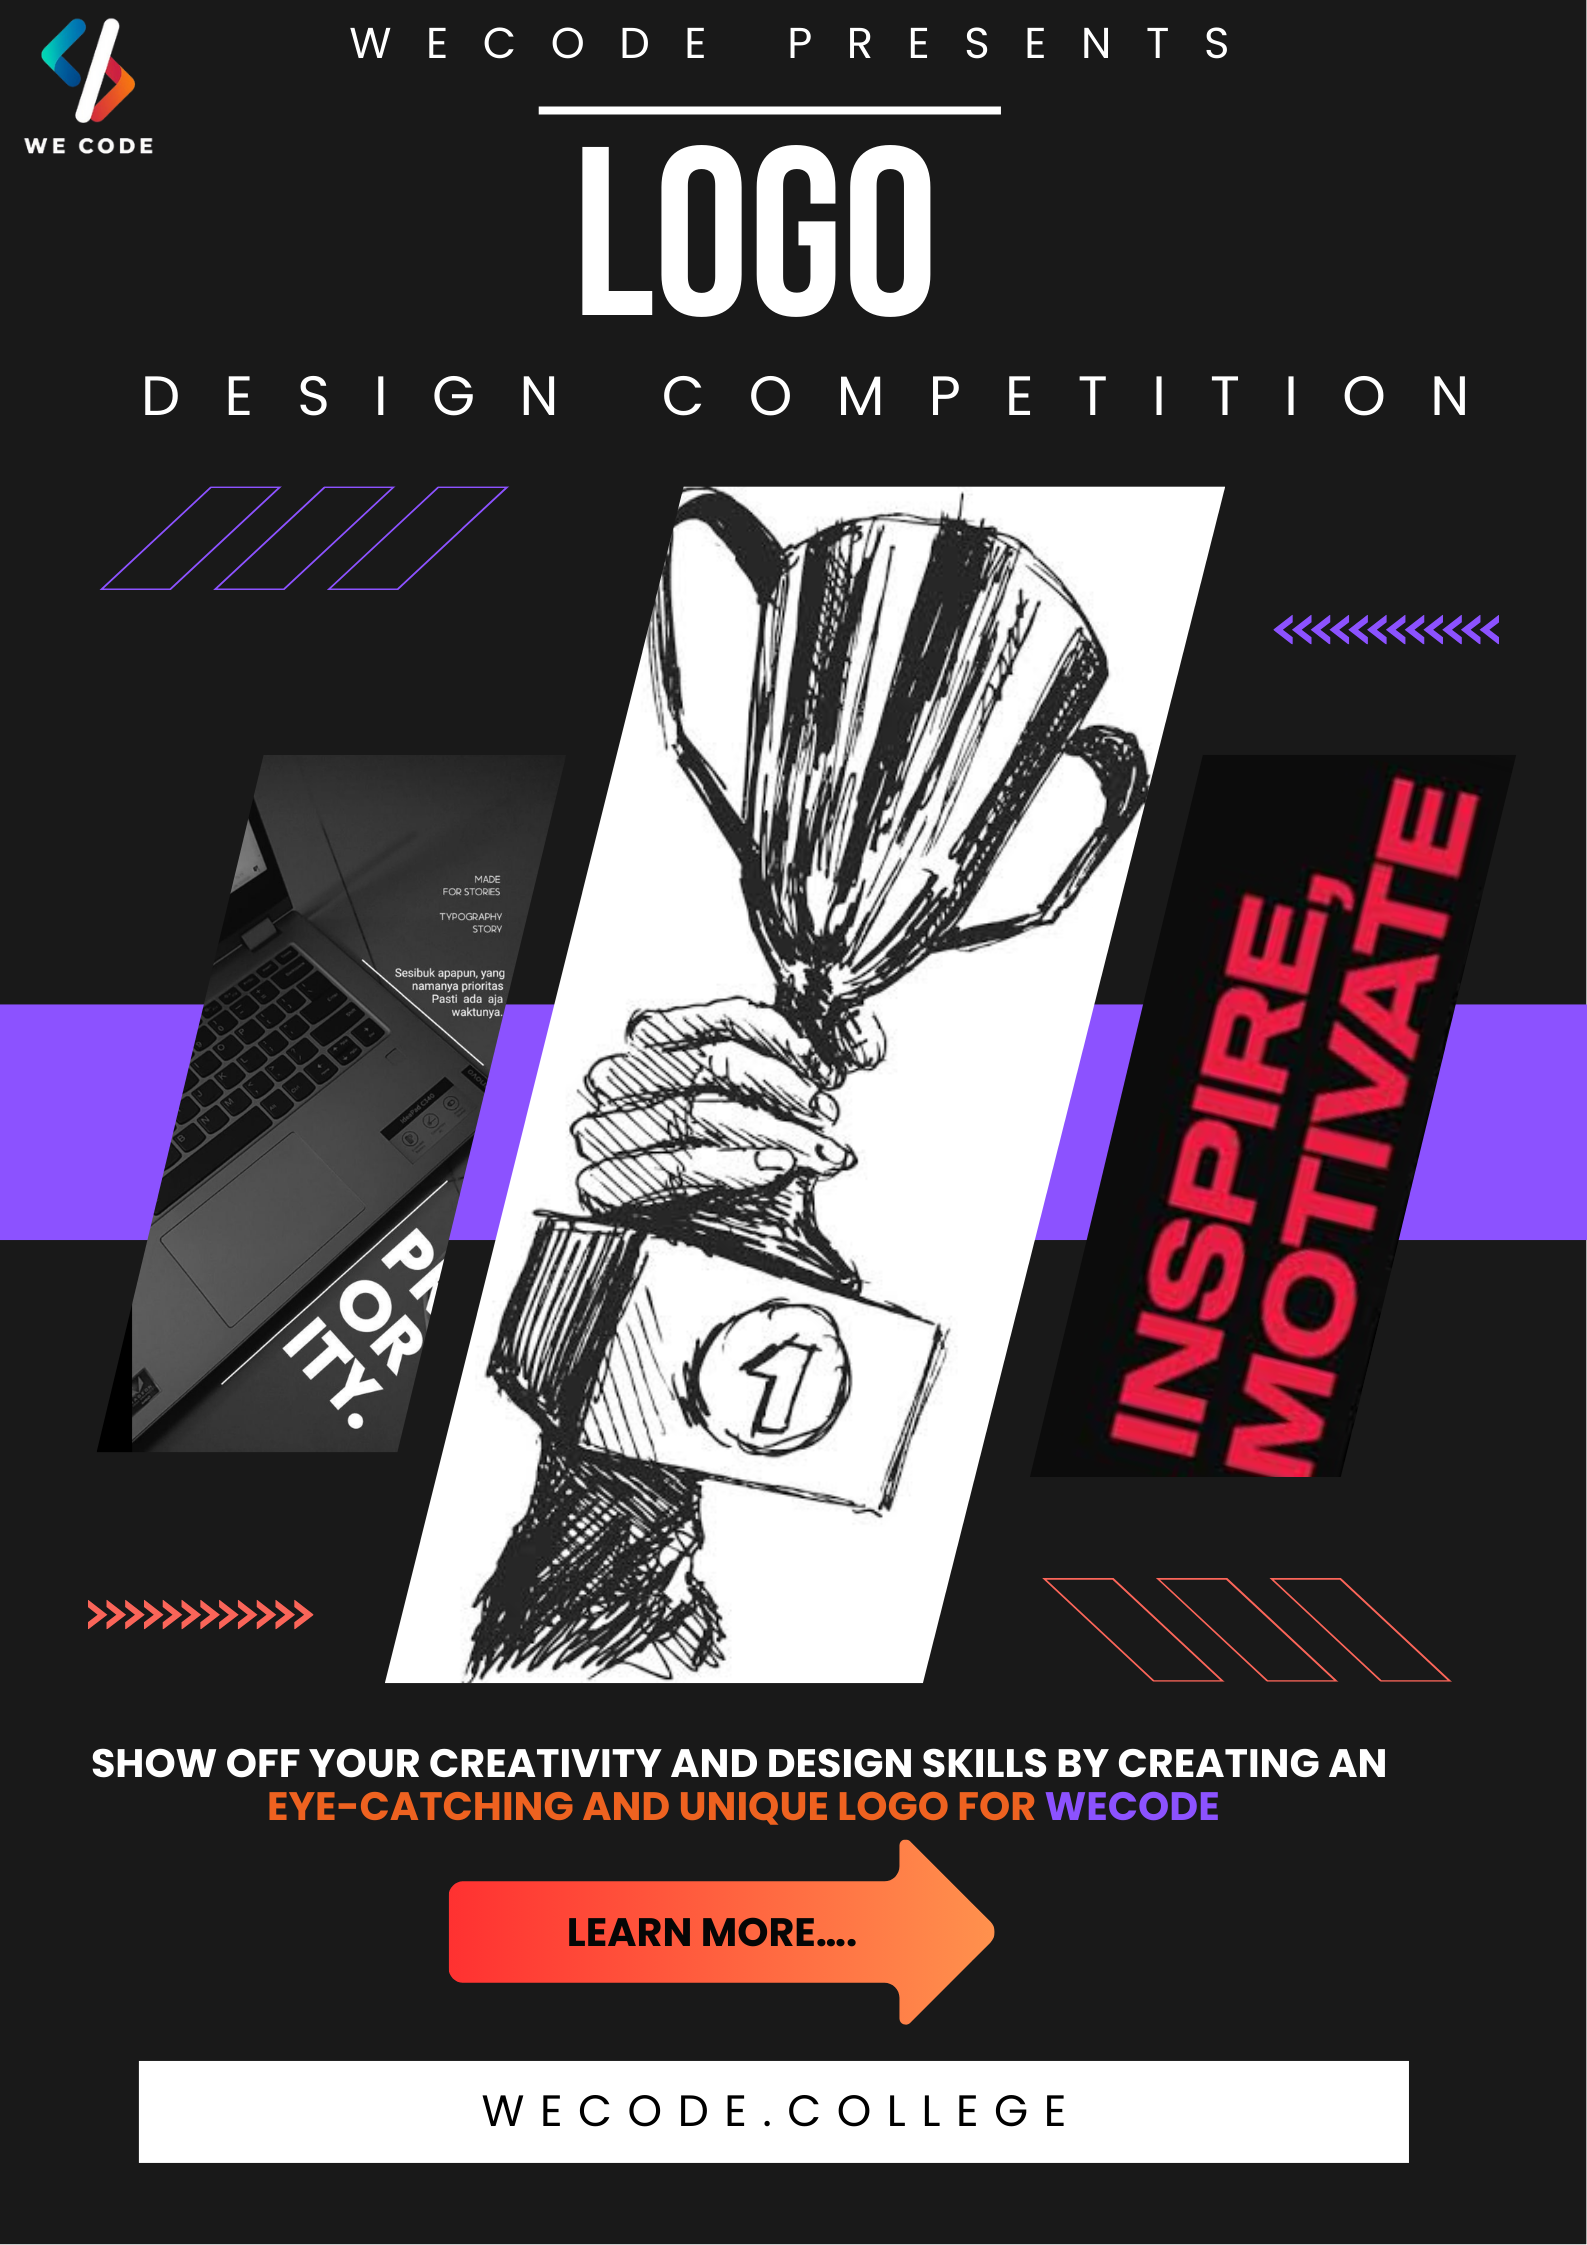 WECODE PRESENTS
WE CODE
LOGO
DESIGN COMPETITION
MADE
FOR STORIES
TYPOGRAPHY
STORY
Sesibuk apapun, yang
namanya prioritas
Pasti ada aja
waktunya.
OR
ITY.
1
INSPIRE,
MOTIVATE
SHOW OFF YOUR CREATIVITY AND DESIGN SKILLS BY CREATING AN
EYE-CATCHING AND UNIQUE LOGO FOR WECODE
LEARN MORE....
WECODE.COLLEGE